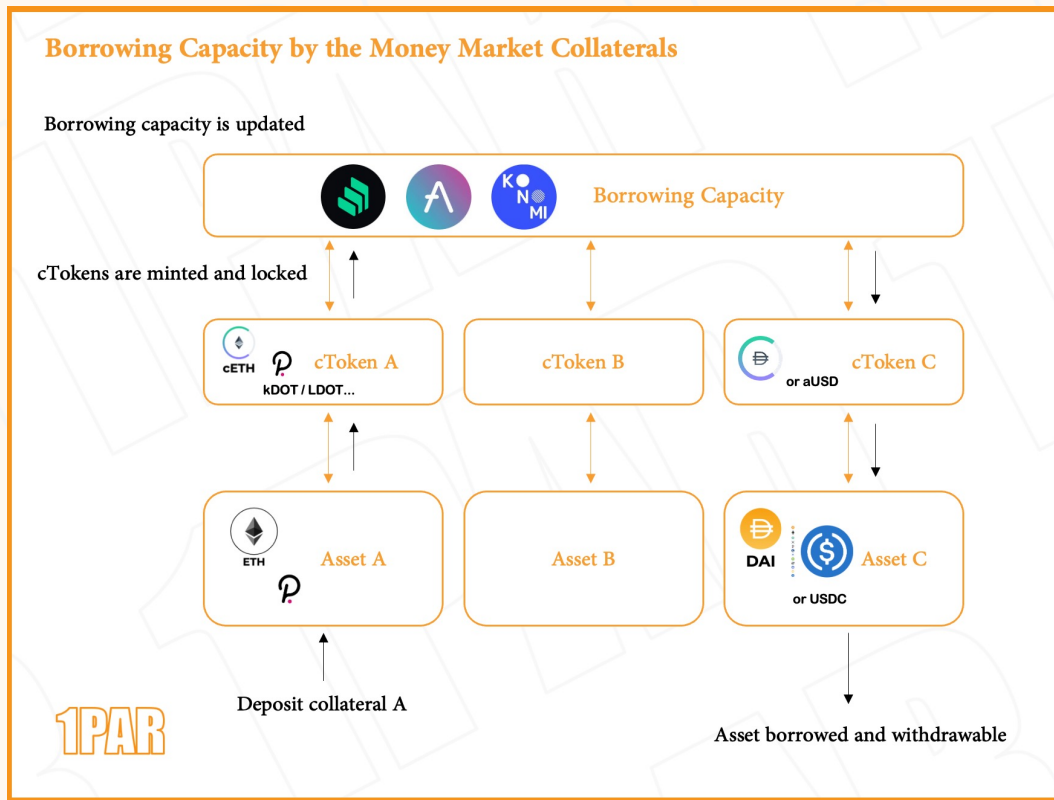 Borrowing Capacity by the Money Market Collaterals
Borrowing capacity is updated
KONOMI
Borrowing Capacity
cTokens are minted and locked
cETH
cToken A
kDOT / LDOT...
cToken B
cToken C
or aUSD
ETH
Asset A
Asset B
DAI
Asset C
or USDC
Deposit collateral A
1PAR
Asset borrowed and withdrawable